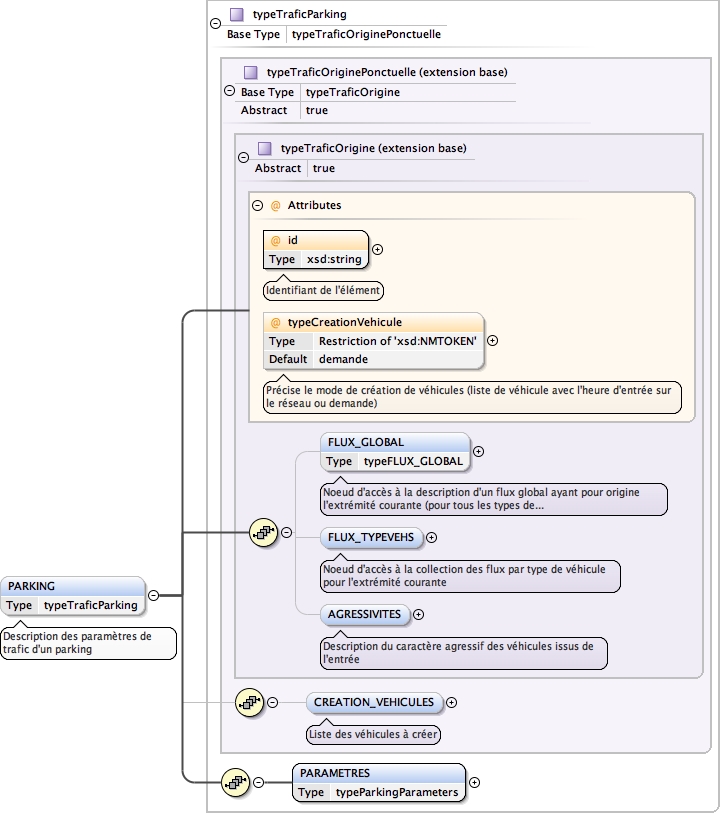 typeTraficParking
Base Type typeTraficOriginePonctuelle
typeTraficOriginePonctuelle (extension base)
Base Type typeTraficOrigine
Abstract true
typeTraficOrigine (extension base)
Abstract true
@ Attributes
@ id
Type xsd:string
Identifiant de l'élément
@ typeCreationVehicule
Type Restriction of 'xsd:NMTOKEN'
Default demande
Précise le mode de création de véhicules (liste de véhicule avec l'heure d'entrée sur
le réseau ou demande)
FLUX_GLOBAL
Type typeFLUX_GLOBAL
Noeud d'accès à la description d'un flux global ayant pour origine
l'extrémité courante (pour tous les types de...
FLUX_TYPEVEHS
Noeud d'accès à la collection des flux par type de véhicule
pour l'extrémité courante
PARKING
Type typeTraficParking
Description des paramètres de
trafic d'un parking
AGRESSIVITES
Description du caractère agressif des véhicules issus de
l'entrée
CREATION_VEHICULES
Liste des véhicules à créer
PARAMETRES
Type typeParkingParameters